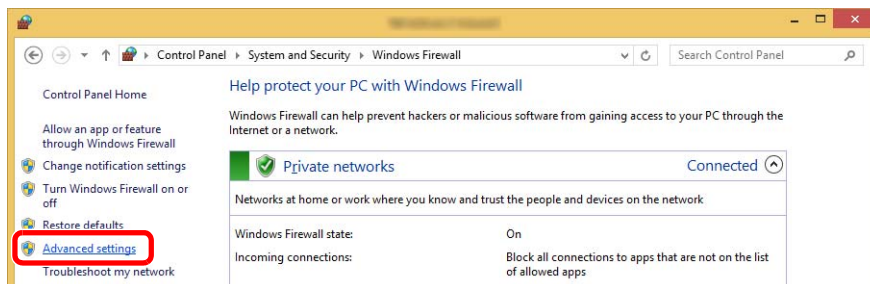 Control Panel ▸ System and Security ▸ Windows Firewall
Search Control Panel
Control Panel Home
Allow an app or feature
through Windows Firewall
Change notification settings
Turn Windows Firewall on or
off
Restore defaults
Advanced settings
Troubleshoot my network
Help protect your PC with Windows Firewall
Windows Firewall can help prevent hackers or malicious software from gaining access to your PC through the
Internet or a network.
Private networks
Connected
Networks at home or work where you know and trust the people and devices on the network
Windows Firewall state: On
Incoming connections: Block all connections to apps that are not on the list
of allowed apps